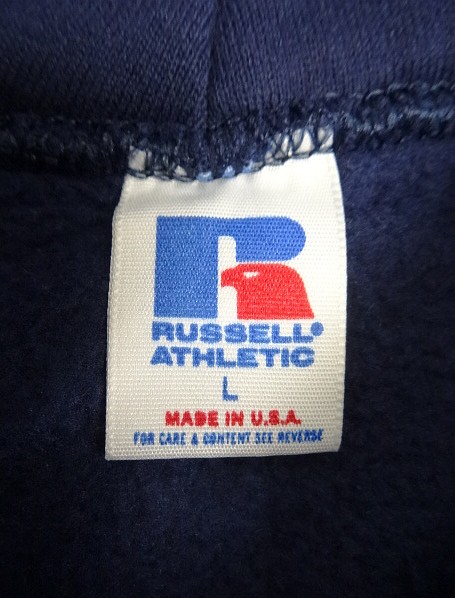 RUSSELL®
ATHLETIC
L
MADE IN U.S.A.
FOR CARE & CONTENT SEE REVERSE